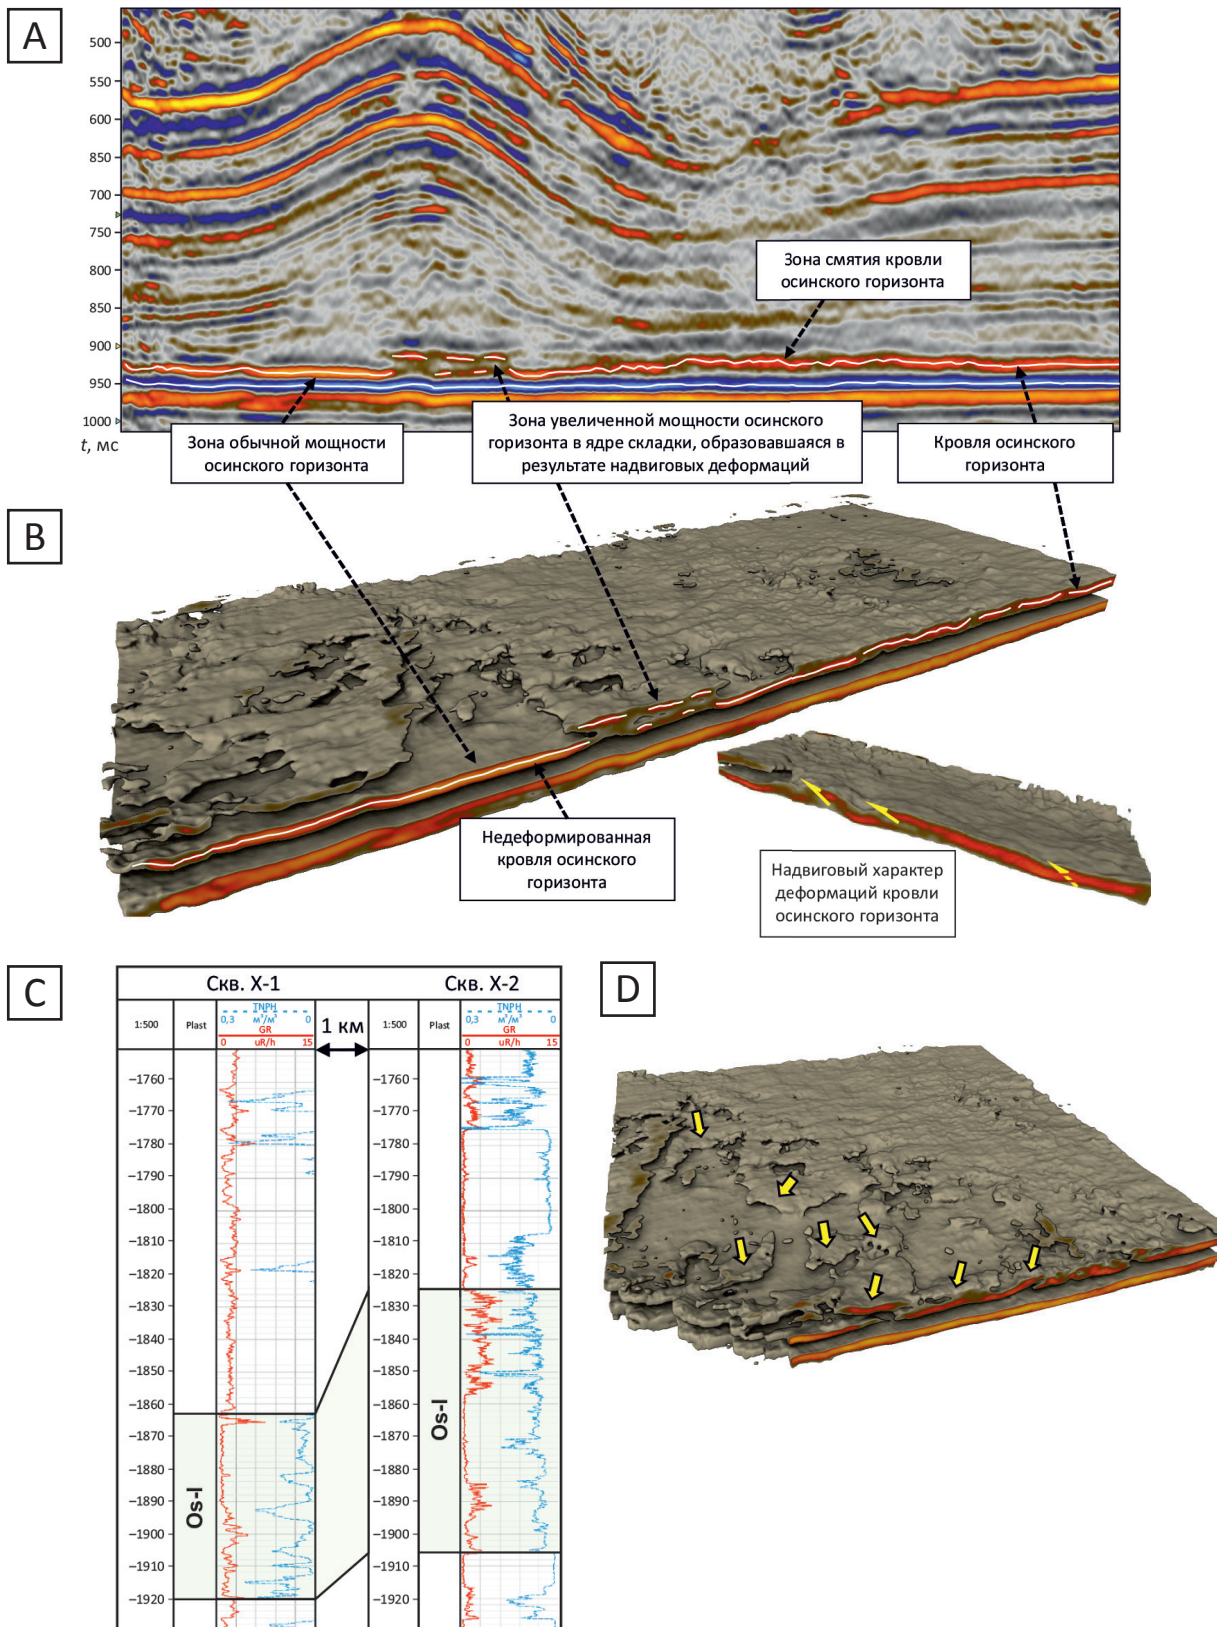 A
500
550
600
850
700
750
800
850
900
950
1000
t, мс
Зона смятия кровли
осинского горизонта
Зона обычной мощности
осинского горизонта
Зона увеличенной мощности осинского
горизонта в ядре складки, образовавшаяся в
результате надвиговых деформаций
Кровля осинского
горизонта
B
Недеформированная
кровля осинского
горизонта
Надвиговый характер
деформаций кровли
осинского горизонта
C
Скв. X-1
Скв. X-2
1:500
Plast
TNPH
0,3 м³/м³ 0
GR
0 uR/h 15
1 км
1:500
Plast
TNPH
0,3 м³/м³ 0
GR
0 uR/h 15
−1760
−1770
−1780
−1790
−1800
−1810
−1820
−1830
−1840
−1850
−1860
−1870
−1880
−1890
−1900
−1910
−1920
Os-I
−1760
−1770
−1780
−1790
−1800
−1810
−1820
−1830
−1840
−1850
−1860
−1870
−1880
−1890
−1900
−1910
−1920
Os-I
D